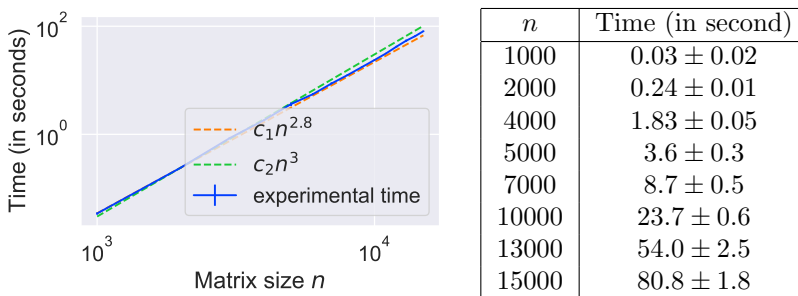 10^2
10^0
Time (in seconds)
c_1 n^{2.8}
c_2 n^3
experimental time
10^3
10^4
Matrix size n
n Time (in second)
1000 0.03 ± 0.02
2000 0.24 ± 0.01
4000 1.83 ± 0.05
5000 3.6 ± 0.3
7000 8.7 ± 0.5
10000 23.7 ± 0.6
13000 54.0 ± 2.5
15000 80.8 ± 1.8